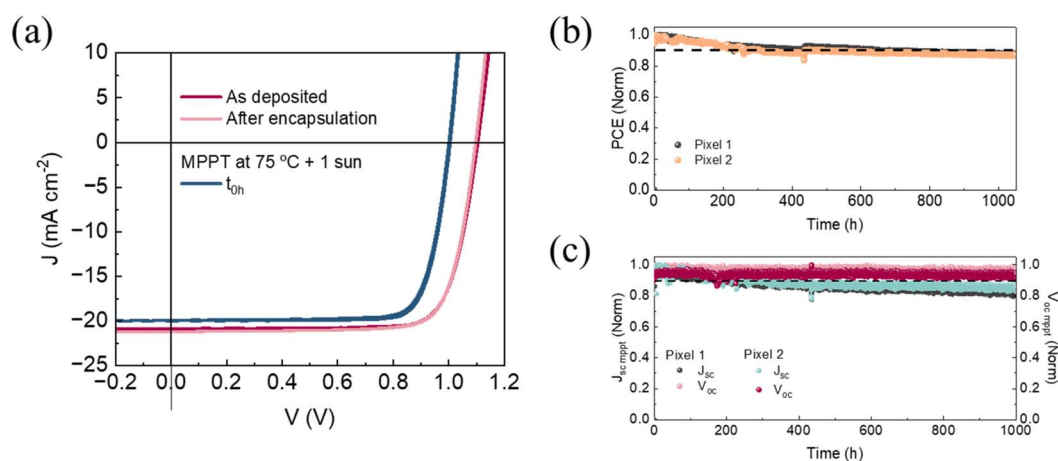 (a)
10
5
0
−5
−10
−15
−20
−25
J (mA cm⁻²)
As deposited
After encapsulation
MPPT at 75 ºC + 1 sun
t0h
−0.2 0.0 0.2 0.4 0.6 0.8 1.0 1.2
V (V)
(b)
1.0
0.8
0.6
0.4
0.2
0.0
PCE (Norm)
Pixel 1
Pixel 2
0 200 400 600 800 1000
Time (h)
(c)
1.0
0.8
0.6
0.4
0.2
0.0
Jsc mppt (Norm)
Pixel 1
Jsc
Voc
Pixel 2
Jsc
Voc
1.0
0.8
0.6
0.4
0.2
0.0
Voc mppt (Norm)
0 200 400 600 800 1000
Time (h)